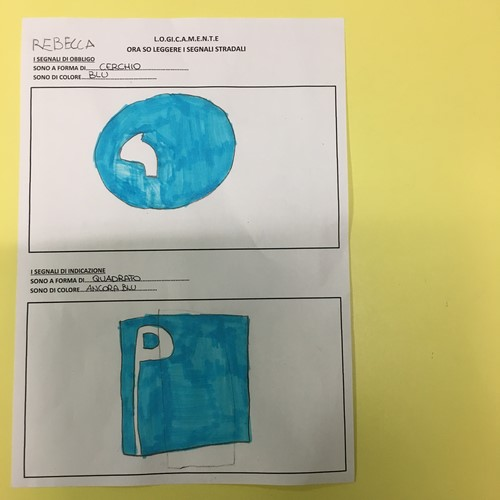 REBECCA
L.O.G.I.C.A.M.E.N.T.E
ORA SO LEGGERE I SEGNALI STRADALI
I SEGNALI DI OBBLIGO
SONO A FORMA DI CERCHIO
SONO DI COLORE BLU
I SEGNALI DI INDICAZIONE
SONO A FORMA DI QUADRATO
SONO DI COLORE ANCORA BLU
P